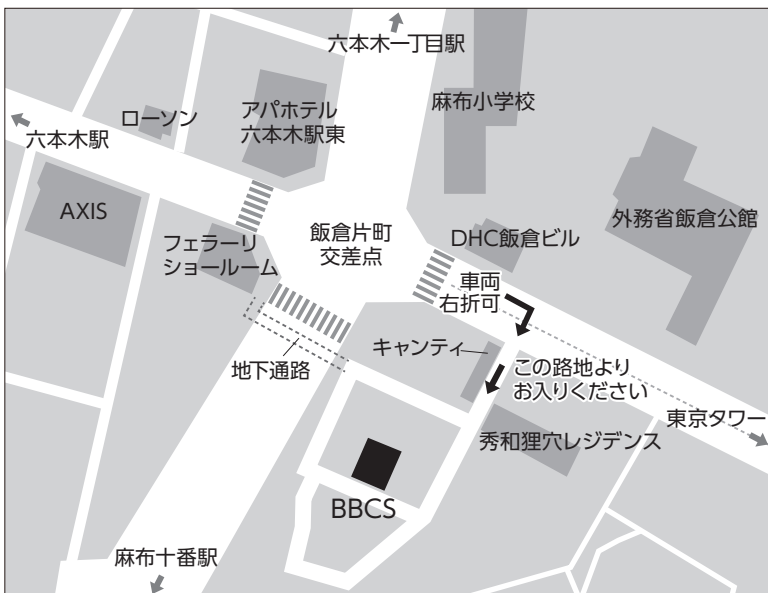 六本木一丁目駅
麻布小学校
ローソン
アパホテル
六本木駅東
六本木駅
AXIS
フェラーリ
ショールーム
飯倉片町
交差点
DHC飯倉ビル
外務省飯倉公館
車両
右折可
キャンティ
この路地より
お入りください
地下通路
東京タワー
秀和狸穴レジデンス
BBCS
麻布十番駅